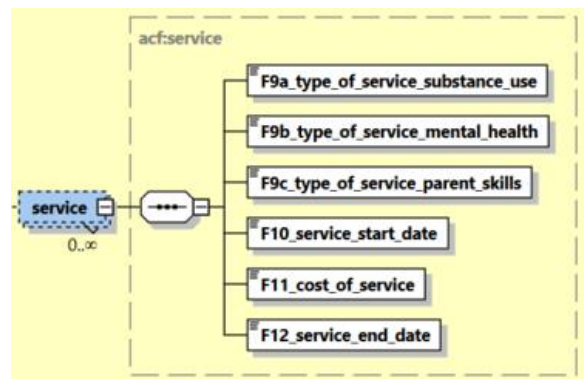 acf:service
F9a_type_of_service_substance_use
F9b_type_of_service_mental_health
F9c_type_of_service_parent_skills
service
0..∞
F10_service_start_date
F11_cost_of_service
F12_service_end_date